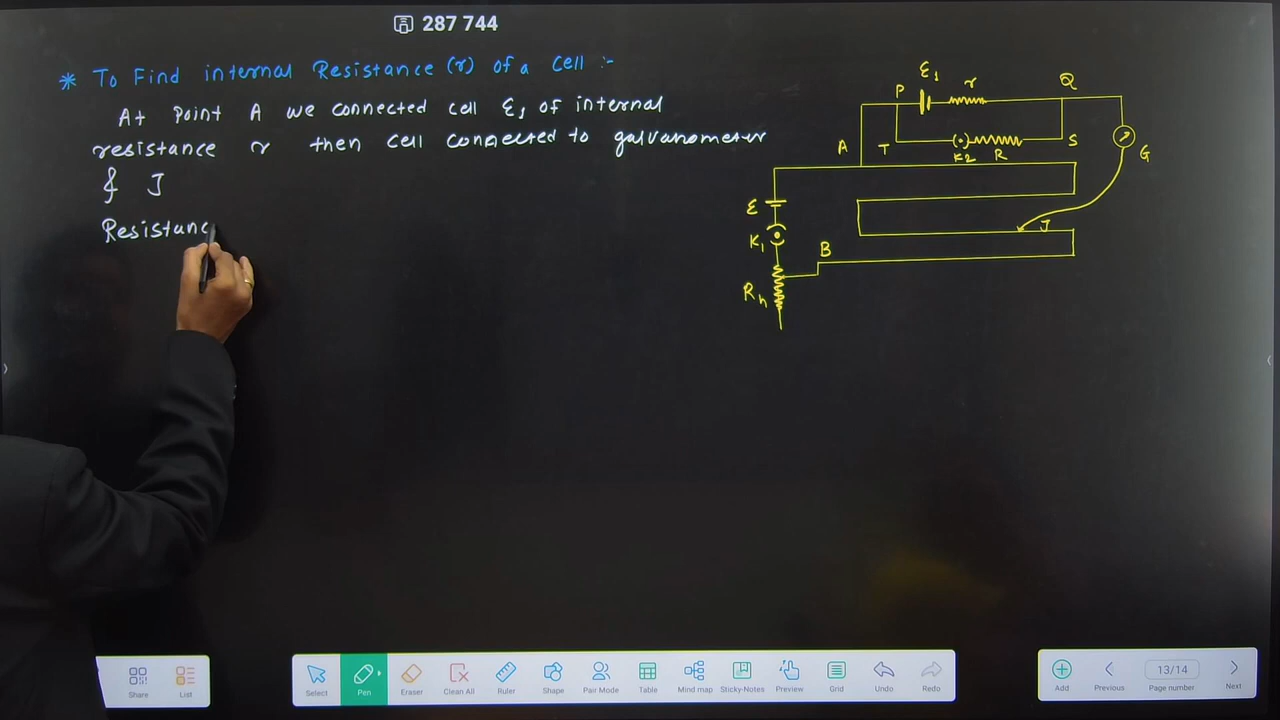 287 744
* To Find internal Resistance (r) of a Cell :-
At Point A we connected cell ε₁ of internal
resistance r then cell connected to galvanometer
& J
Resistanc
ε₁ r
P Q
A T K2 R S G
ε
K₁
B J
Rh
Share List
Select Pen Eraser Clean All Ruler Shape Pair Mode Table Mind map Sticky-Notes Preview Grid Undo Redo
Add Previous 13/14 Page number Next